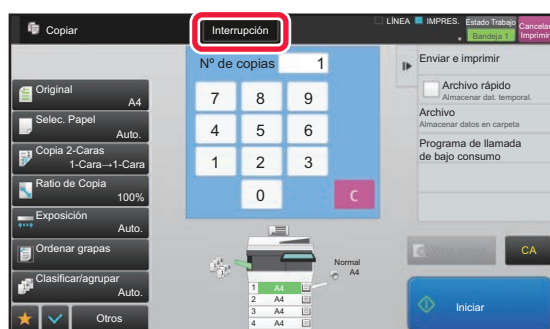 Copiar
Interrupción
LÍNEA
IMPRES.
Estado Trabajo
Bandeja 1
Cancelar
Imprimir
Nº de copias
1
7
8
9
4
5
6
1
2
3
0
C
Original
A4
Selec. Papel
Auto.
Copia 2-Caras
1-Cara→1-Cara
Ratio de Copia
100%
Exposición
Auto.
Ordenar grapas
Clasificar/agrupar
Auto.
Otros
Normal
A4
1 A4
2 A4
3 A4
4 A4
Enviar e imprimir
Archivo rápido
Almacenar dat. temporal.
Archivo
Almacenar datos en carpeta
Programa de llamada
de bajo consumo
CA
Iniciar